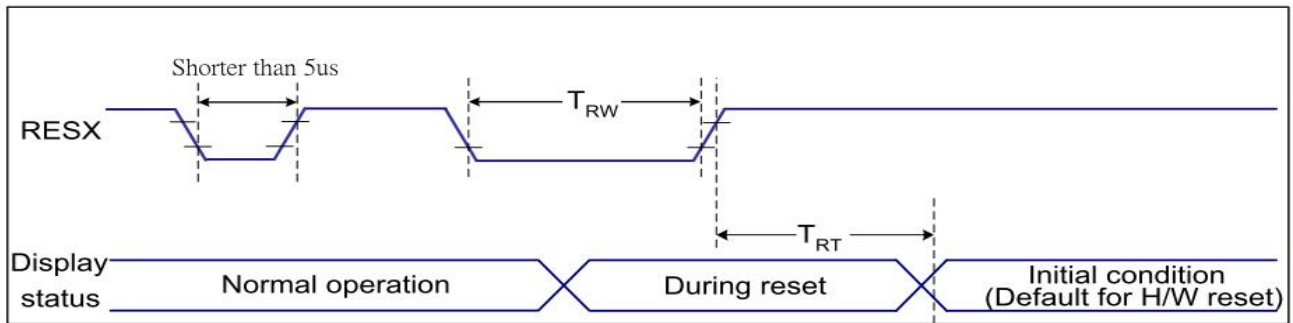 Shorter than 5us
RESX
TRW
TRT
Display
status
Normal operation
During reset
Initial condition
(Default for H/W reset)